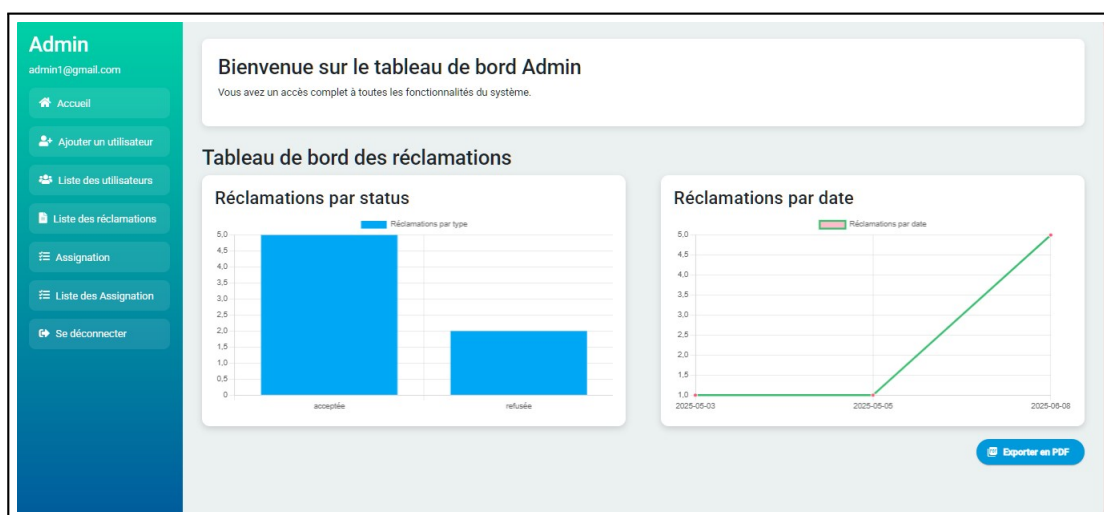 Admin
admin1@gmail.com
Accueil
Ajouter un utilisateur
Liste des utilisateurs
Liste des réclamations
Assignation
Liste des Assignation
Se déconnecter
Bienvenue sur le tableau de bord Admin
Vous avez un accès complet à toutes les fonctionnalités du système.
Tableau de bord des réclamations
Réclamations par status
Réclamations par type
5,0
4,5
4,0
3,5
3,0
2,5
2,0
1,5
1,0
0,5
0
acceptée
refusée
Réclamations par date
Réclamations par date
5,0
4,5
4,0
3,5
3,0
2,5
2,0
1,5
1,0
2025-05-03
2025-05-05
2025-06-08
Exporter en PDF